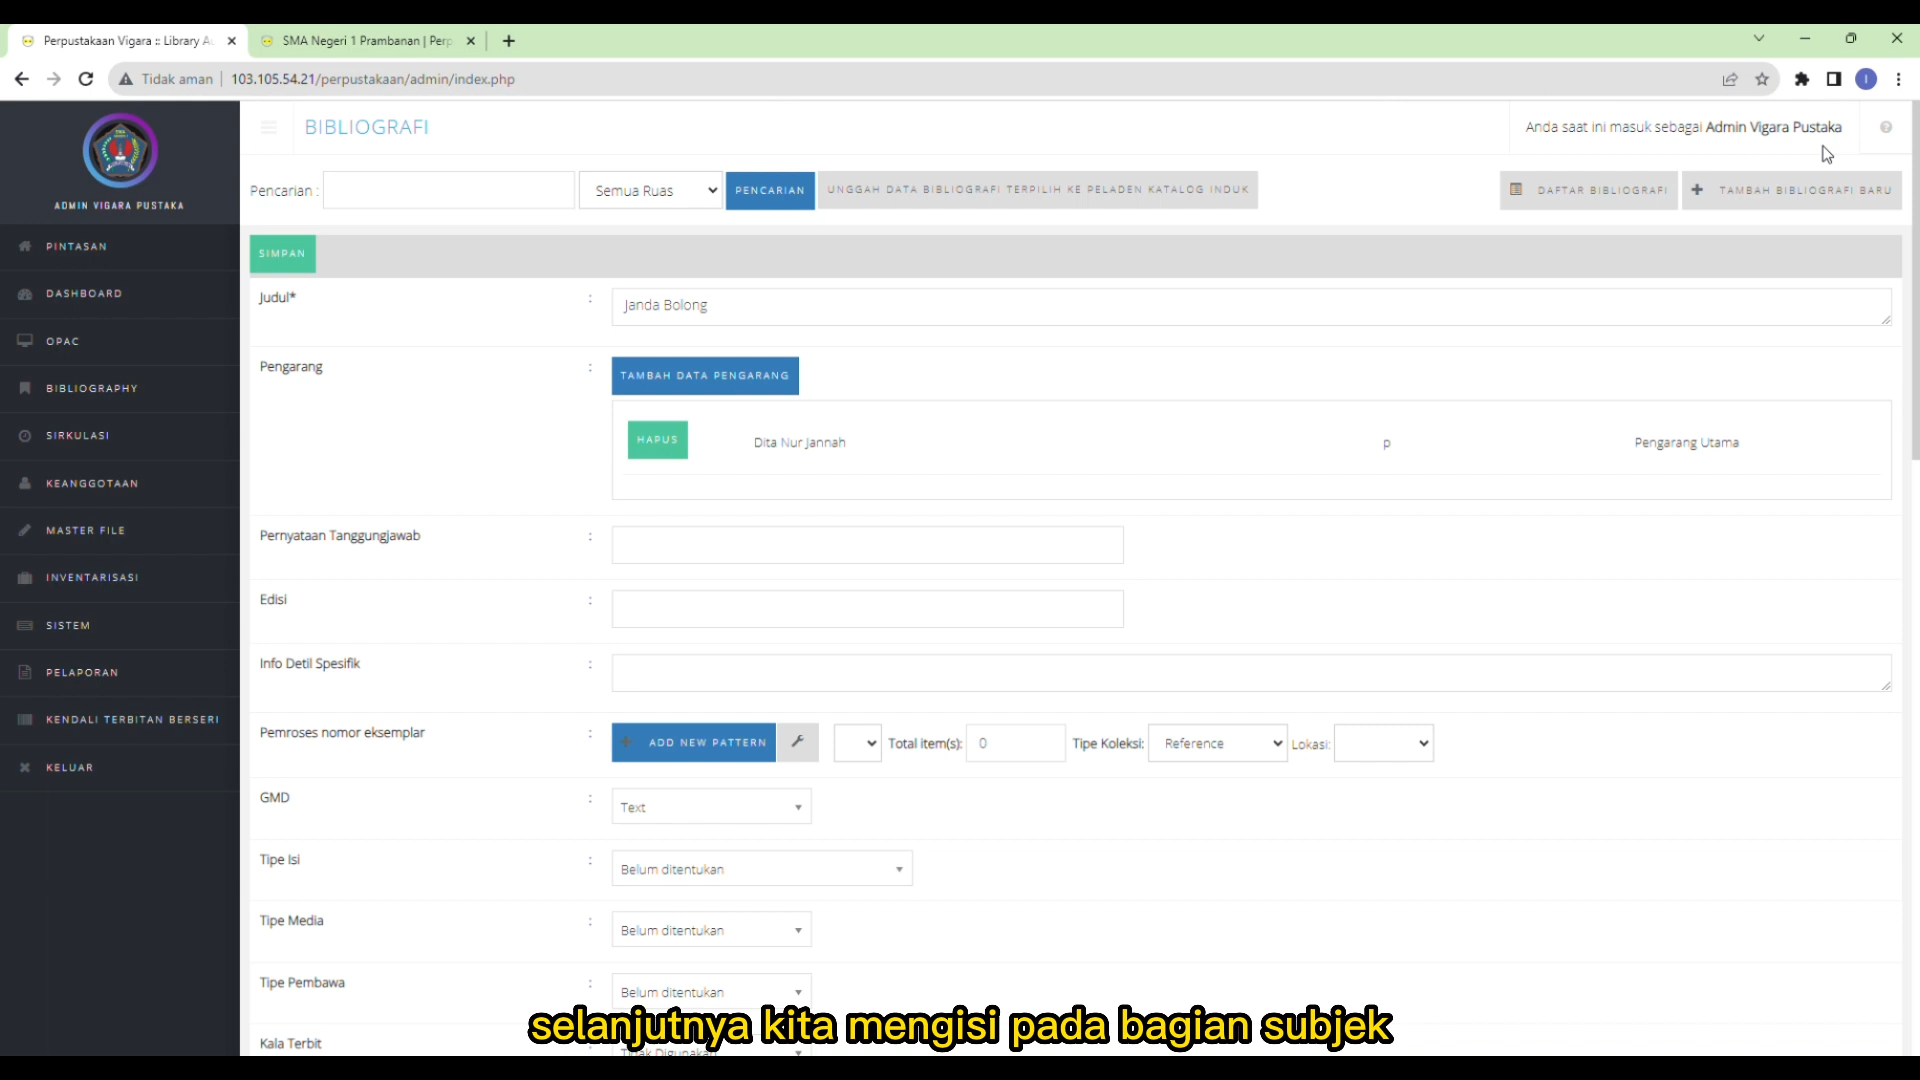 Perpustakaan Vigara :: Library Au
SMA Negeri 1 Prambanan | Perp
Tidak aman | 103.105.54.21/perpustakaan/admin/index.php
I
ADMIN VIGARA PUSTAKA
PINTASAN
DASHBOARD
OPAC
BIBLIOGRAPHY
SIRKULASI
KEANGGOTAAN
MASTER FILE
INVENTARISASI
SISTEM
PELAPORAN
KENDALI TERBITAN BERSERI
KELUAR
BIBLIOGRAFI
Anda saat ini masuk sebagai Admin Vigara Pustaka
Pencarian : Semua Ruas PENCARIAN UNGGAH DATA BIBLIOGRAFI TERPILIH KE PELADEN KATALOG INDUK DAFTAR BIBLIOGRAFI + TAMBAH BIBLIOGRAFI BARU
SIMPAN
Judul* : Janda Bolong
Pengarang : TAMBAH DATA PENGARANG
HAPUS Dita Nur Jannah p Pengarang Utama
Pernyataan Tanggungjawab :
Edisi :
Info Detil Spesifik :
Pemroses nomor eksemplar : + ADD NEW PATTERN Total item(s): 0 Tipe Koleksi: Reference Lokasi:
GMD : Text
Tipe Isi : Belum ditentukan
Tipe Media : Belum ditentukan
Tipe Pembawa : Belum ditentukan
Kala Terbit : Tidak Digunakan
selanjutnya kita mengisi pada bagian subjek